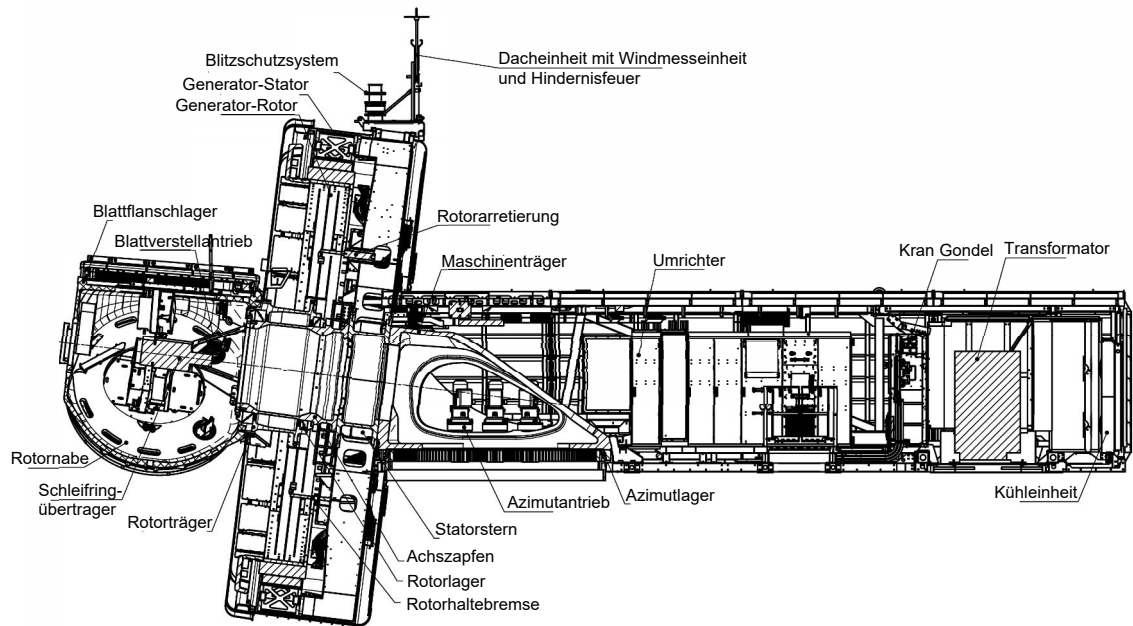 Blitzschutzsystem
Dacheinheit mit Windmesseinheit
und Hindernisfeuer
Generator-Stator
Generator-Rotor
Blattflanschlager
Rotorarretierung
Blattverstellantrieb
Maschinenträger
Umrichter
Kran Gondel
Transformator
Rotornabe
Schleifring-
übertrager
Rotorträger
Azimutantrieb
Azimutlager
Kühleinheit
Statorstern
Achszapfen
Rotorlager
Rotorhaltebremse